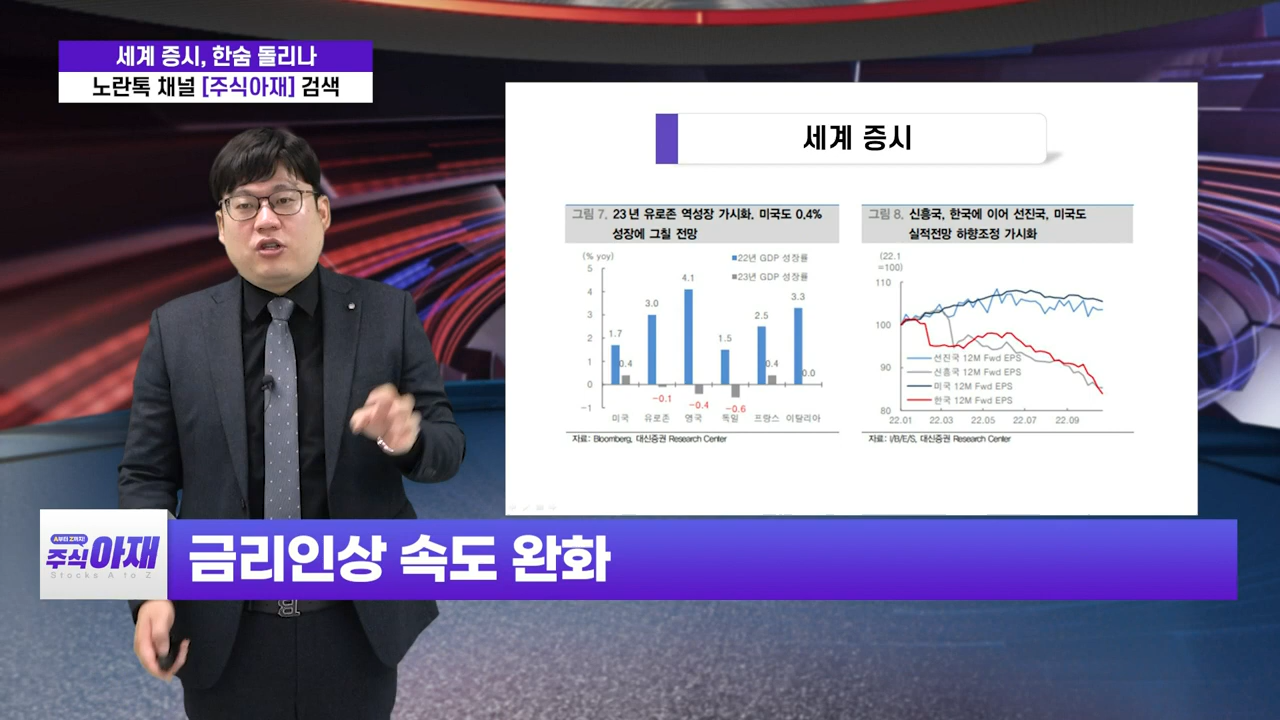 세계 증시, 한숨 돌리나
노란톡 채널 [주식아재] 검색
세계 증시
그림 7. 23년 유로존 역성장 가시화, 미국도 0.4%
성장에 그칠 전망
(% yoy)
22년 GDP 성장률
23년 GDP 성장률
5
4
3
2
1
0
-1
1.7
0.4
3.0
-0.1
4.1
-0.4
1.5
-0.6
2.5
0.4
3.3
0.0
미국 유로존 영국 독일 프랑스 이탈리아
자료: Bloomberg, 대신증권 Research Center
그림 8. 신흥국, 한국에 이어 선진국, 미국도
실적전망 하향조정 가시화
(22.1
=100)
110
100
90
80
선진국 12M Fwd EPS
신흥국 12M Fwd EPS
미국 12M Fwd EPS
한국 12M Fwd EPS
22.01 22.03 22.05 22.07 22.09
자료: I/B/E/S, 대신증권 Research Center
A부터 Z까지!
주식아재
Stocks A to Z
금리인상 속도 완화